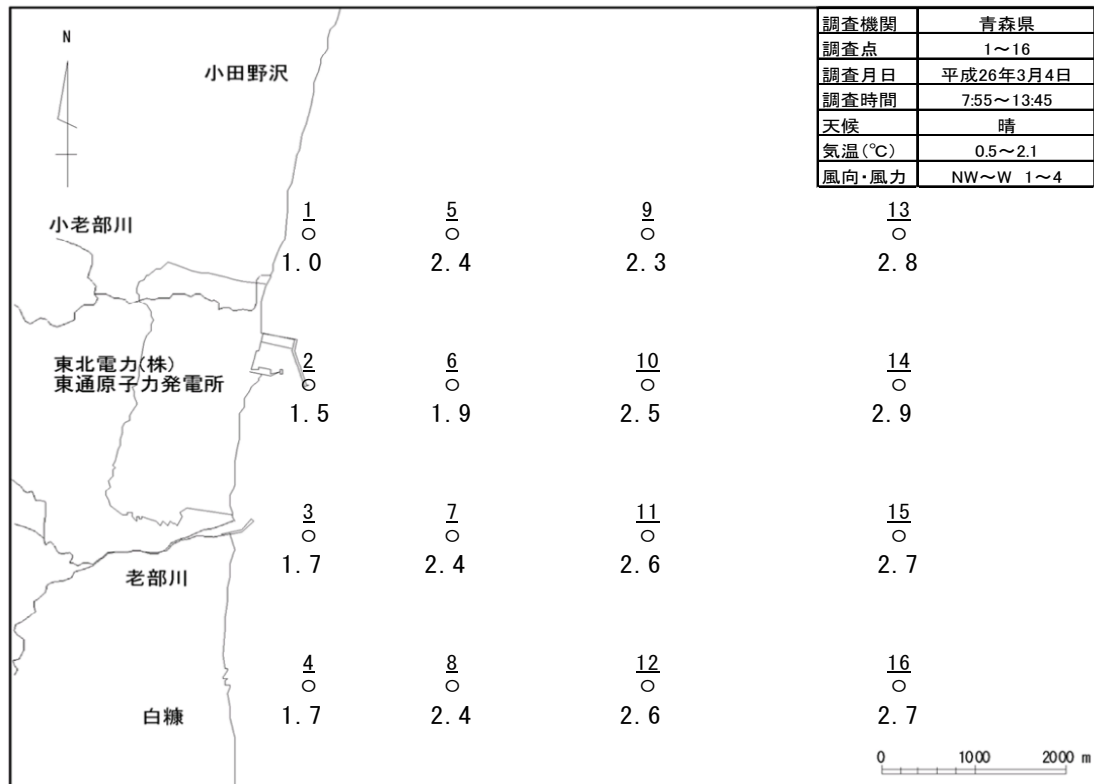 調査機関 青森県
調査点 1～16
調査月日 平成26年3月4日
調査時間 7:55～13:45
天候 晴
気温(℃) 0.5～2.1
風向・風力 NW～W 1～4
N
小田野沢
小老部川
1 5 9 13
1.0 2.4 2.3 2.8
東北電力(株)
東通原子力発電所
2 6 10 14
1.5 1.9 2.5 2.9
3 7 11 15
1.7 2.4 2.6 2.7
老部川
4 8 12 16
1.7 2.4 2.6 2.7
白糠
0 1000 2000 m